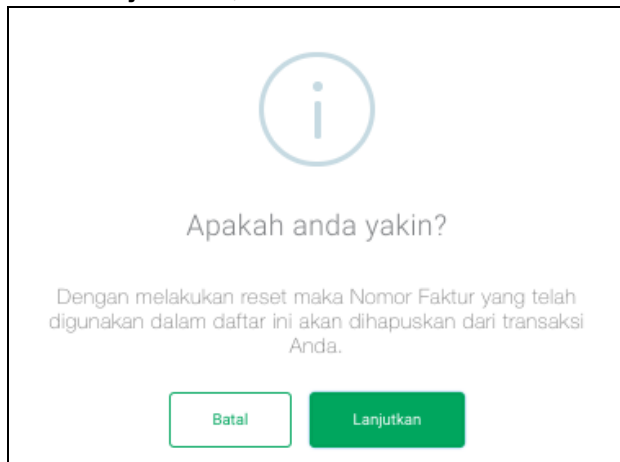 Apakah anda yakin?
Dengan melakukan reset maka Nomor Faktur yang telah
digunakan dalam daftar ini akan dihapuskan dari transaksi
Anda.
Batal
Lanjutkan